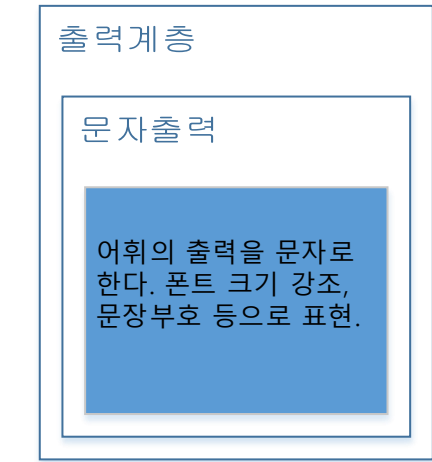 출력계층
문자출력
어휘의 출력을 문자로
한다. 폰트 크기 강조,
문장부호 등으로 표현.